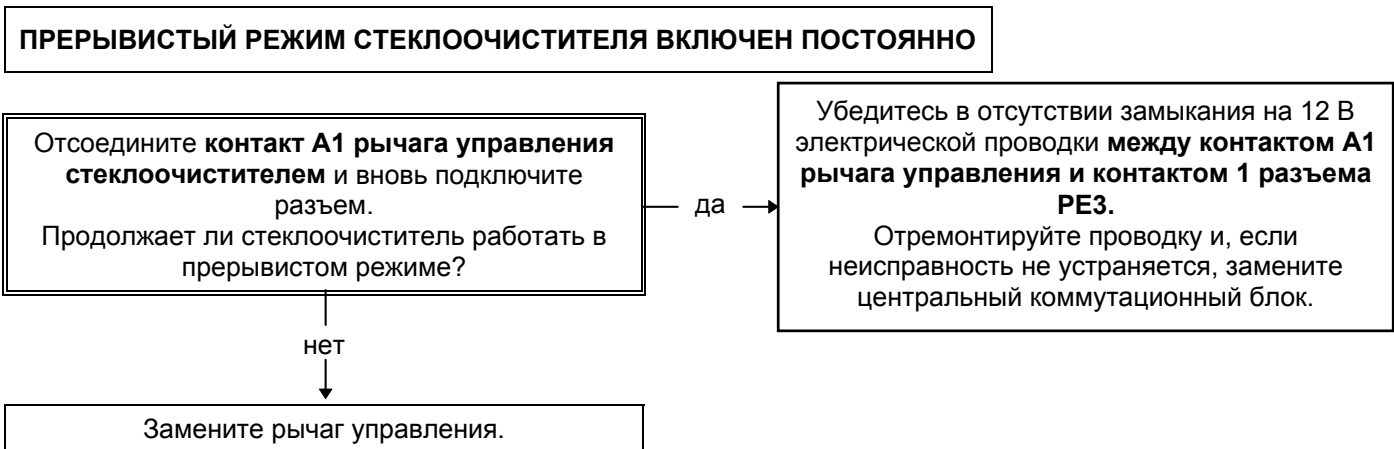 ПРЕРЫВИСТЫЙ РЕЖИМ СТЕКЛООЧИСТИТЕЛЯ ВКЛЮЧЕН ПОСТОЯННО
Отсоедините контакт А1 рычага управления
стеклоочистителем и вновь подключите
разъем.
Продолжает ли стеклоочиститель работать в
прерывистом режиме?
да
Убедитесь в отсутствии замыкания на 12 В
электрической проводки между контактом А1
рычага управления и контактом 1 разъема
РЕ3.
Отремонтируйте проводку и, если
неисправность не устраняется, замените
центральный коммутационный блок.
нет
Замените рычаг управления.